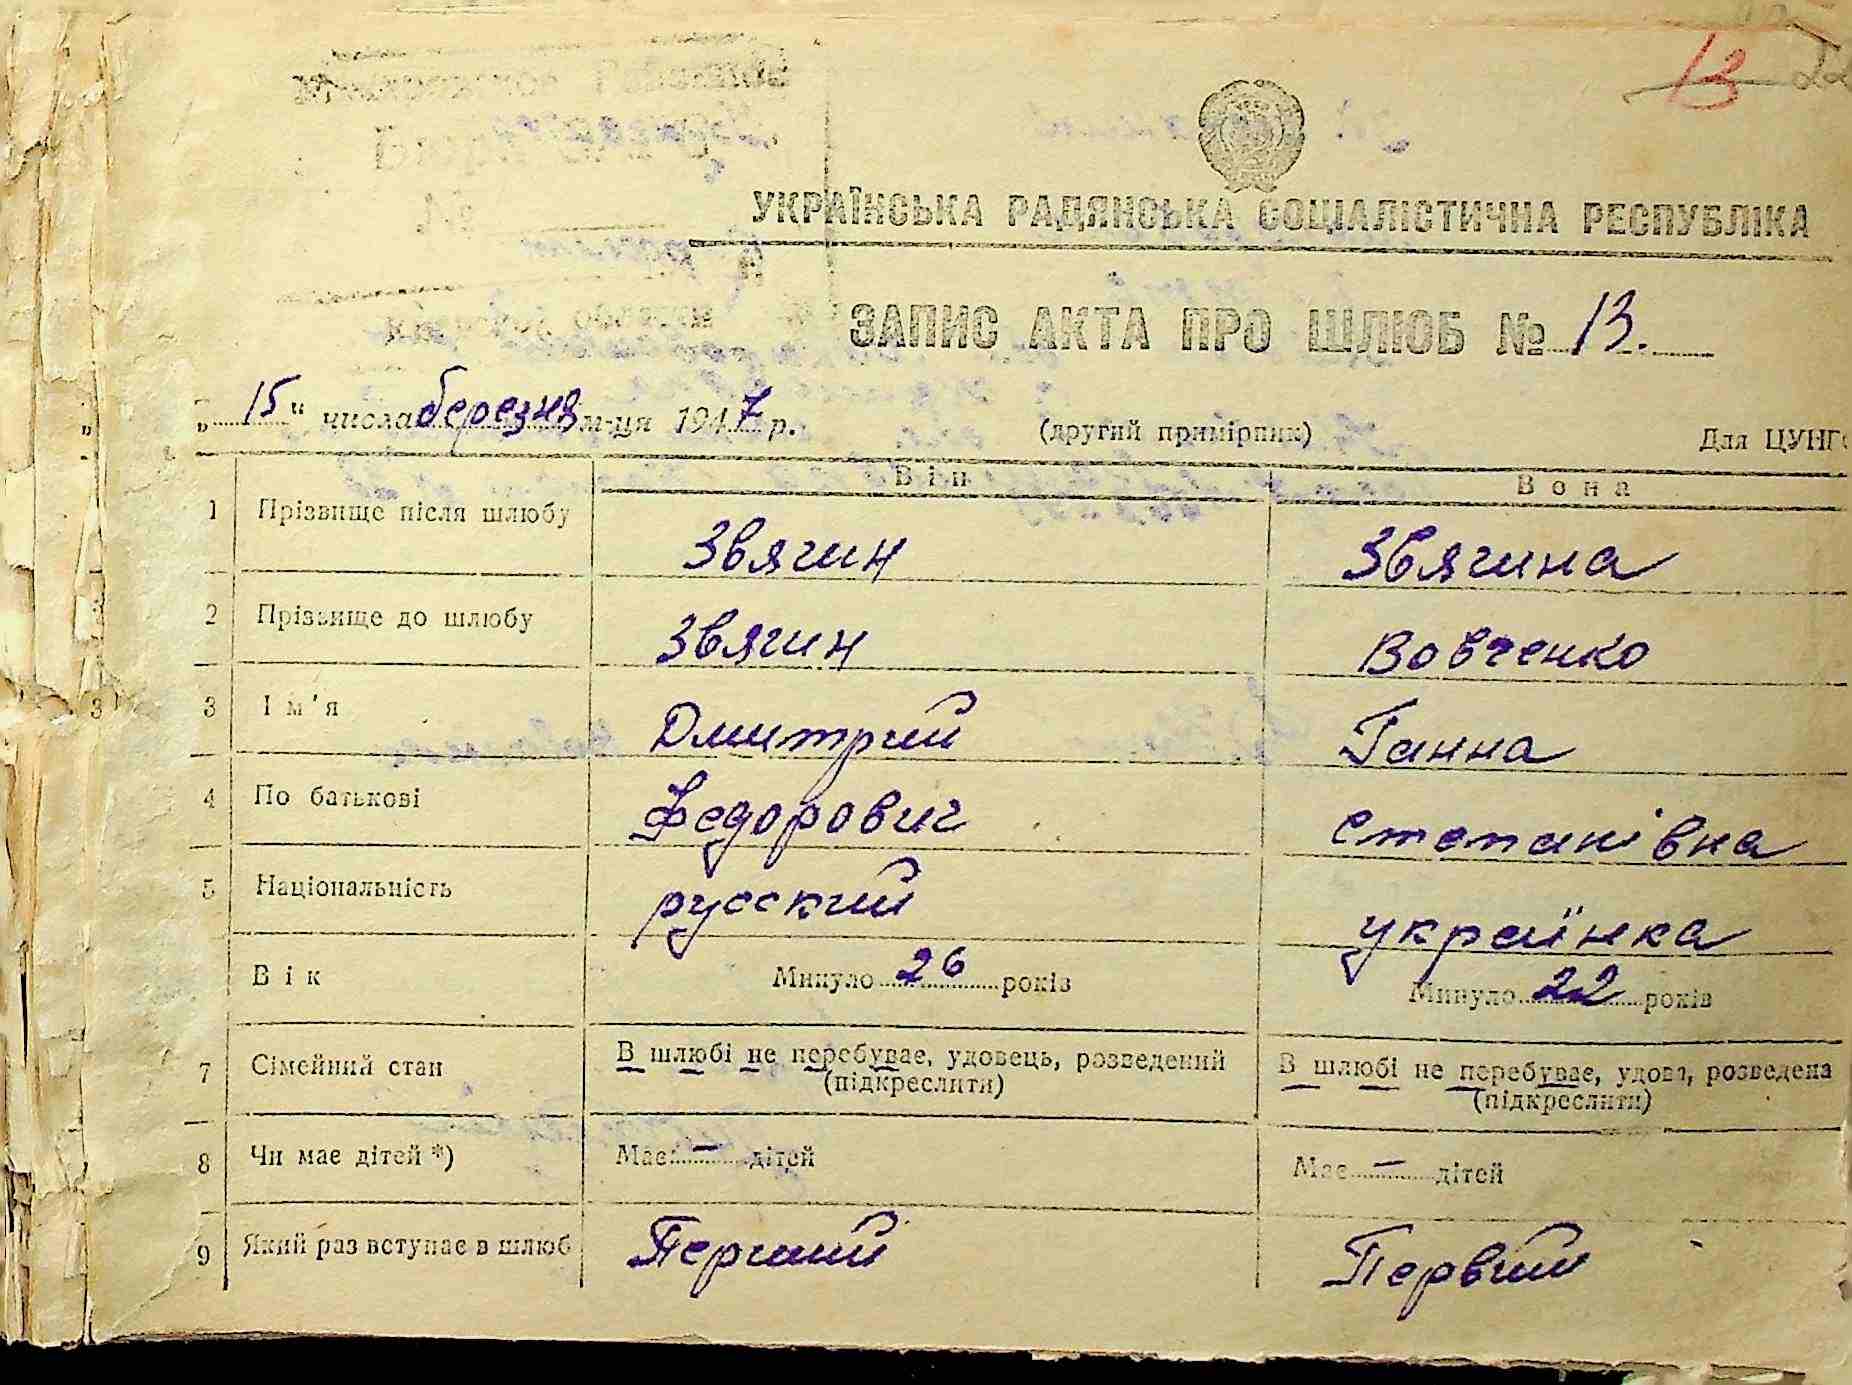 13
УКРАЇНСЬКА РАДЯНСЬКА СОЦІАЛІСТИЧНА РЕСПУБЛІКА
ЗАПИС АКТА ПРО ШЛЮБ № 13.
„15" числа березня м-ця 1947 р. (другий примірник) Для ЦУНГ
Він Вона
1 Прізвище після шлюбу Звягин Звягина
2 Прізвище до шлюбу Звягин Вовченко
3 Ім'я Дмитрий Ганна
4 По батькові Федорович Степанівна
5 Національність русский українка
Вік Минуло 26 років Минуло 22 років
7 Сімейний стан В шлюбі не перебуває, удовець, розведений В шлюбі не перебуває, удова, розведена
(підкреслити) (підкреслити)
8 Чи має дітей *) Має — дітей Має — дітей
9 Який раз вступає в шлюб Перший Первий